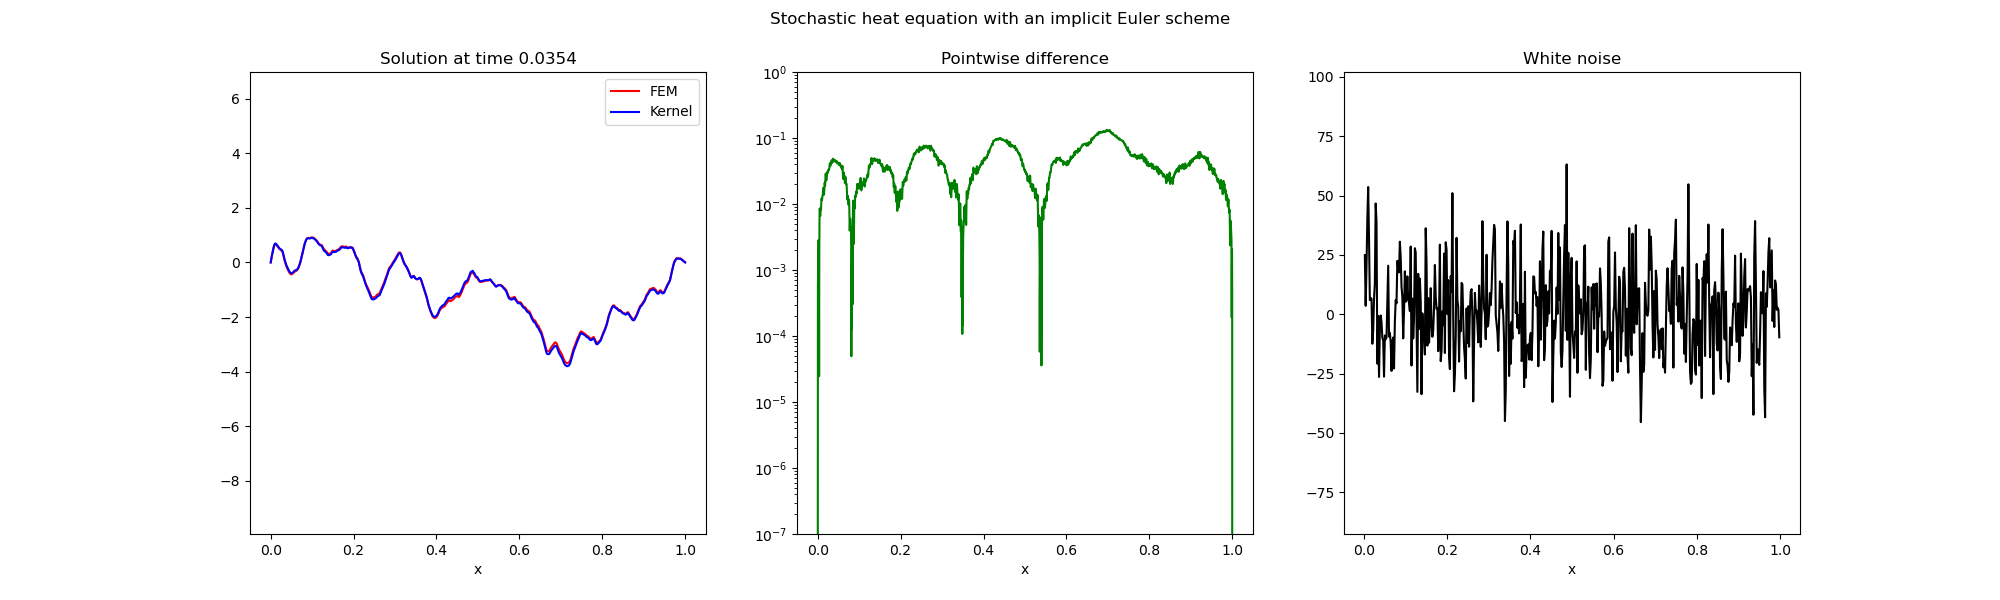 Stochastic heat equation with an implicit Euler scheme
Solution at time 0.0354
FEM
Kernel
6
4
2
0
−2
−4
−6
−8
0.0 0.2 0.4 0.6 0.8 1.0
x
Pointwise difference
10⁰
10⁻¹
10⁻²
10⁻³
10⁻⁴
10⁻⁵
10⁻⁶
10⁻⁷
0.0 0.2 0.4 0.6 0.8 1.0
x
White noise
100
75
50
25
0
−25
−50
−75
0.0 0.2 0.4 0.6 0.8 1.0
x